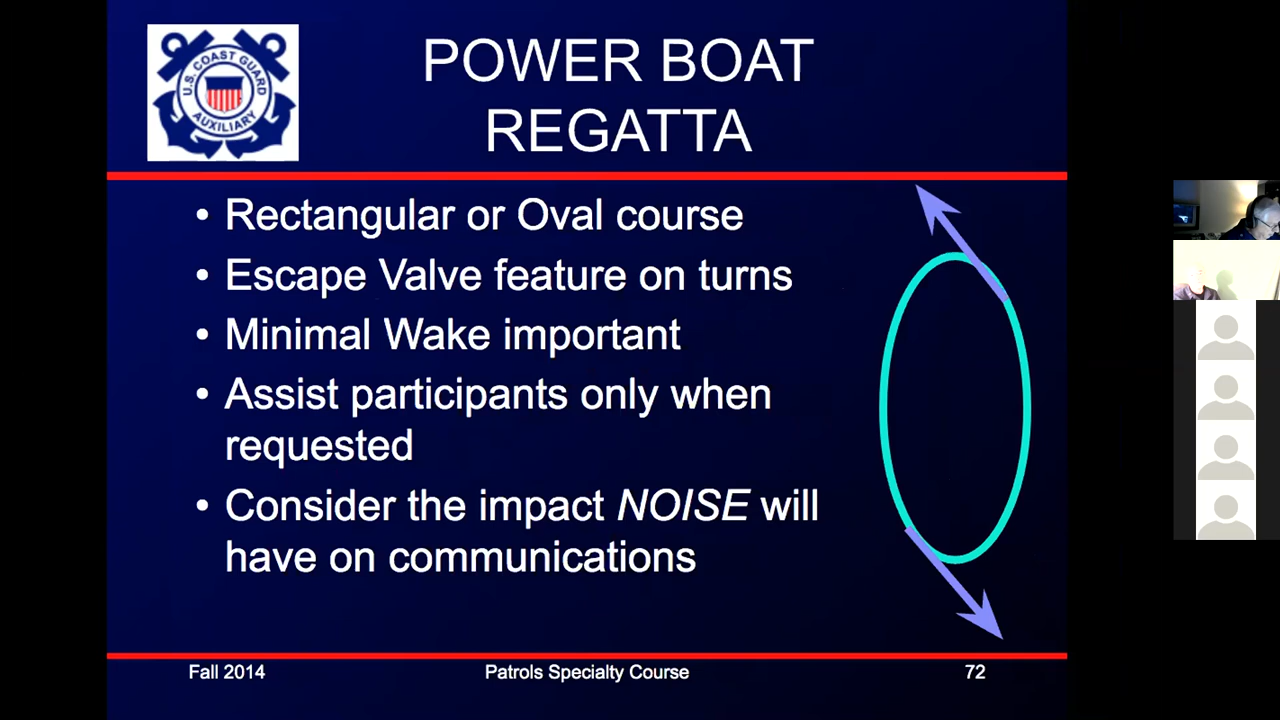 U.S. COAST GUARD
AUXILIARY
POWER BOAT
REGATTA
• Rectangular or Oval course
• Escape Valve feature on turns
• Minimal Wake important
• Assist participants only when
requested
• Consider the impact NOISE will
have on communications
Fall 2014
Patrols Specialty Course
72